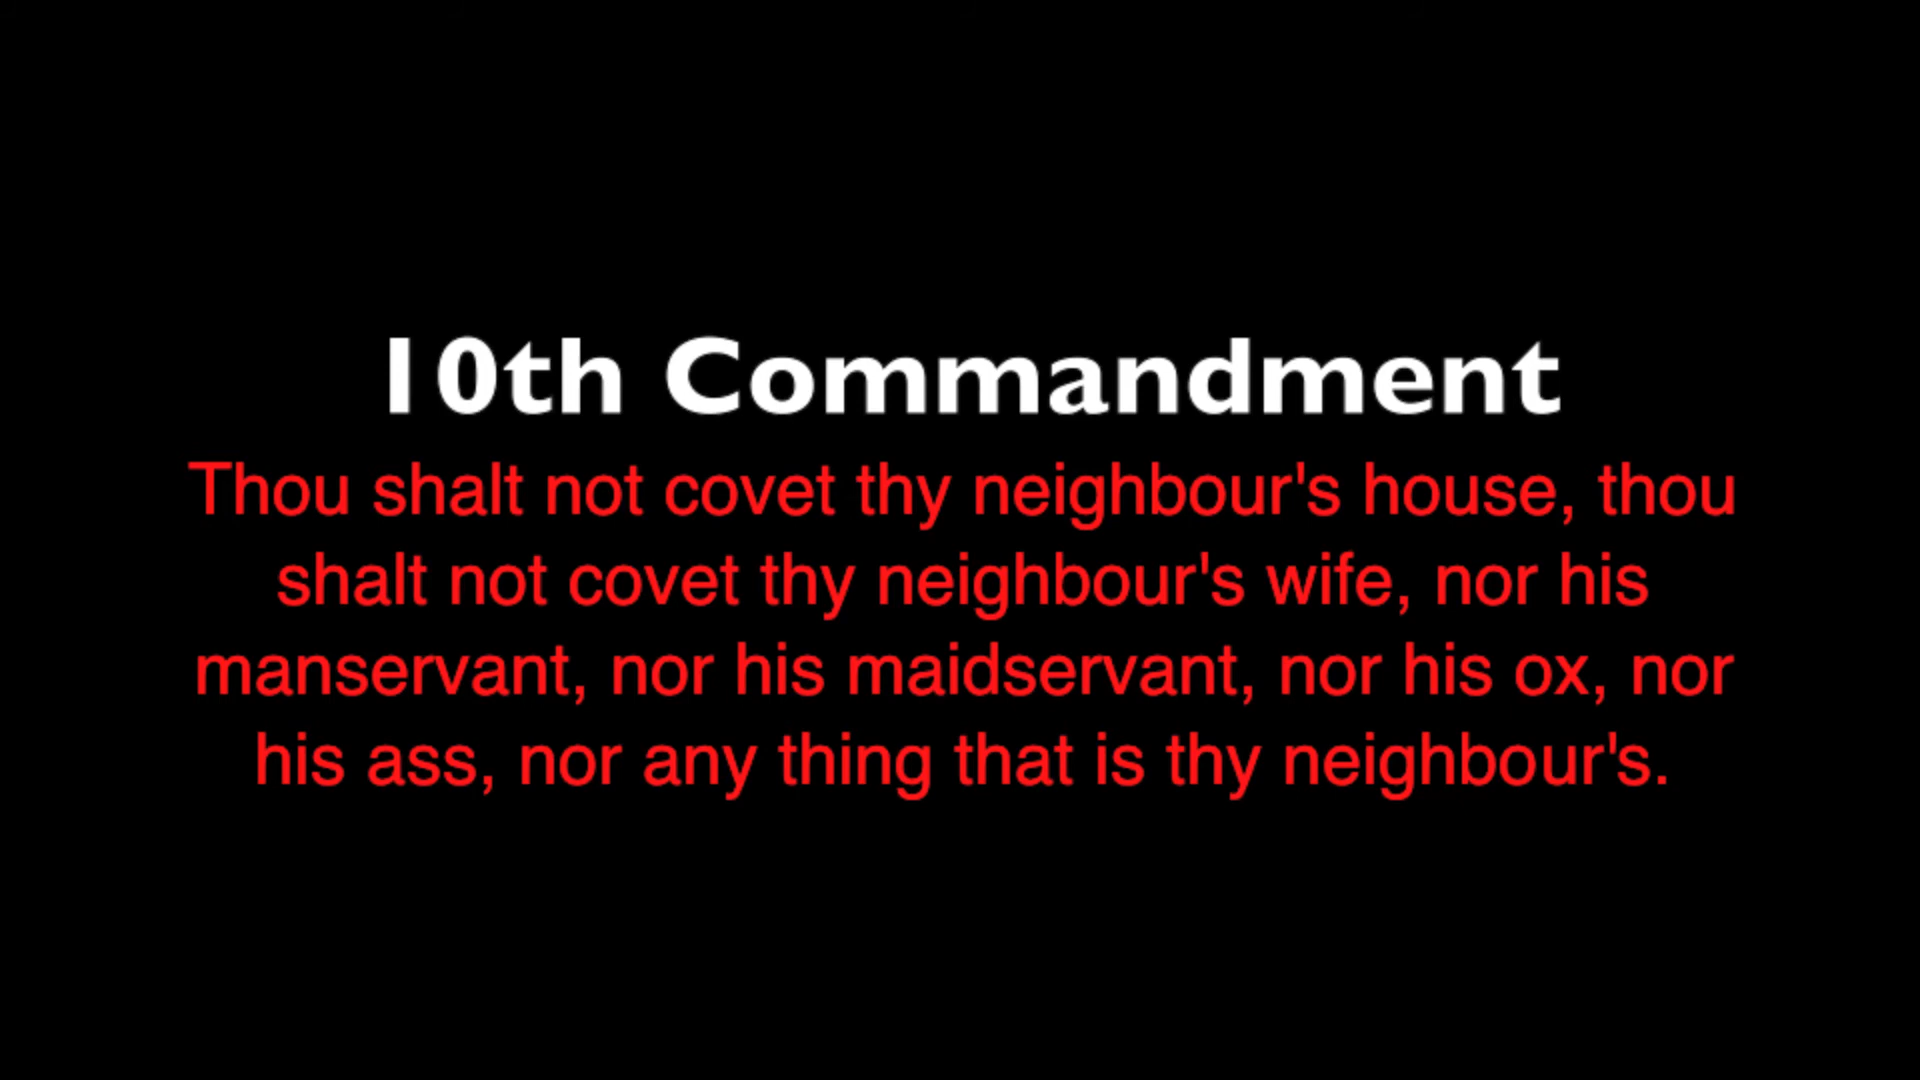 10th Commandment
Thou shalt not covet thy neighbour's house, thou
shalt not covet thy neighbour's wife, nor his
manservant, nor his maidservant, nor his ox, nor
his ass, nor any thing that is thy neighbour's.